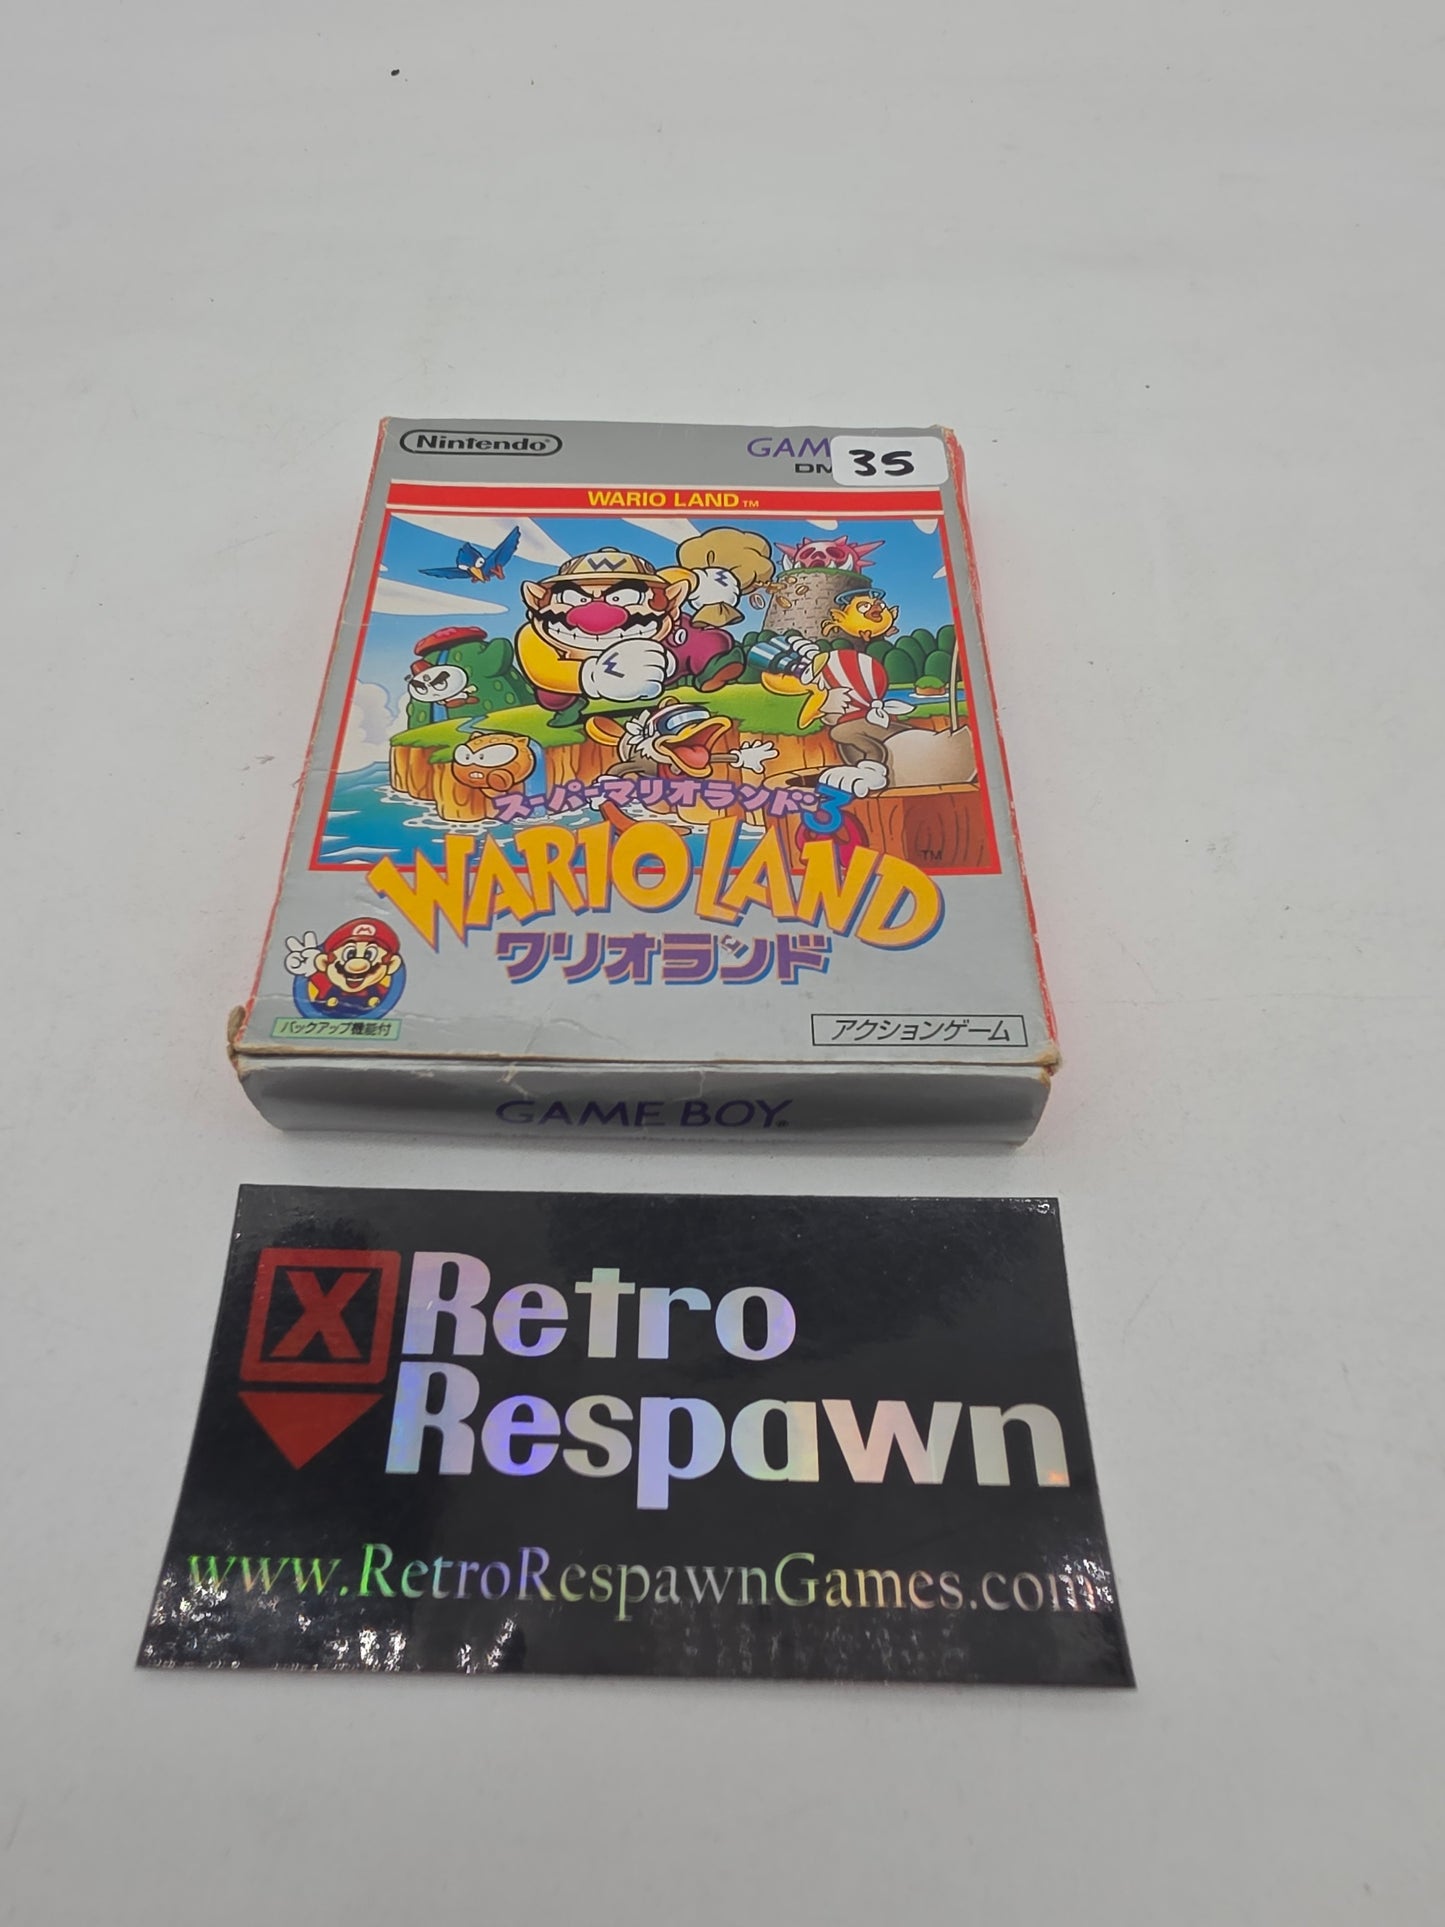 Nintendo®
GAM
DM
35
WARIO LAND™
W
スーパーマリオランド3
WARIO LAND
TM
ワリオランド
M
バックアップ機能付
アクションゲーム
GAME BOY®
X Retro
Respawn
www.RetroRespawnGames.com